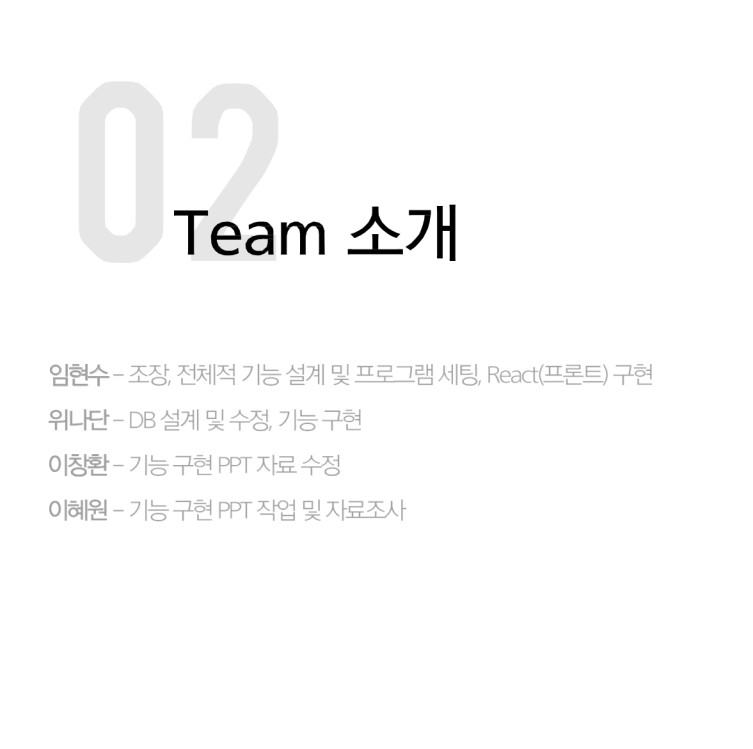 02
Team 소개
임현수 – 조장, 전체적 기능 설계 및 프로그램 세팅, React(프론트) 구현
위나단 – DB 설계 및 수정, 기능 구현
이창환 – 기능 구현 PPT 자료 수정
이혜원 – 기능 구현 PPT 작업 및 자료조사